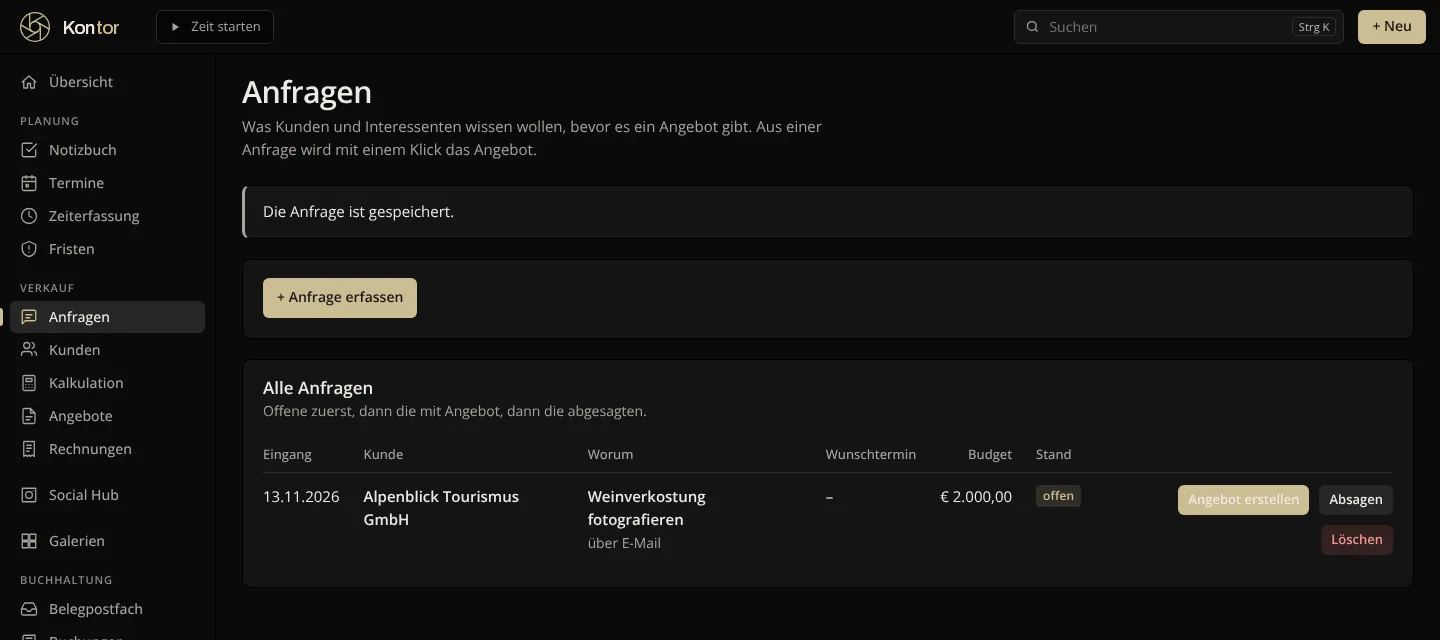 Kontor
Zeit starten
Suchen
Strg K
+ Neu
Übersicht
PLANUNG
Notizbuch
Termine
Zeiterfassung
Fristen
VERKAUF
Anfragen
Kunden
Kalkulation
Angebote
Rechnungen
Social Hub
Galerien
BUCHHALTUNG
Belegpostfach
Anfragen
Was Kunden und Interessenten wissen wollen, bevor es ein Angebot gibt. Aus einer
Anfrage wird mit einem Klick das Angebot.
Die Anfrage ist gespeichert.
+ Anfrage erfassen
Alle Anfragen
Offene zuerst, dann die mit Angebot, dann die abgesagten.
Eingang Kunde Worum Wunschtermin Budget Stand
13.11.2026 Alpenblick Tourismus Weinverkostung – € 2.000,00 offen Angebot erstellen Absagen
GmbH fotografieren
über E-Mail Löschen